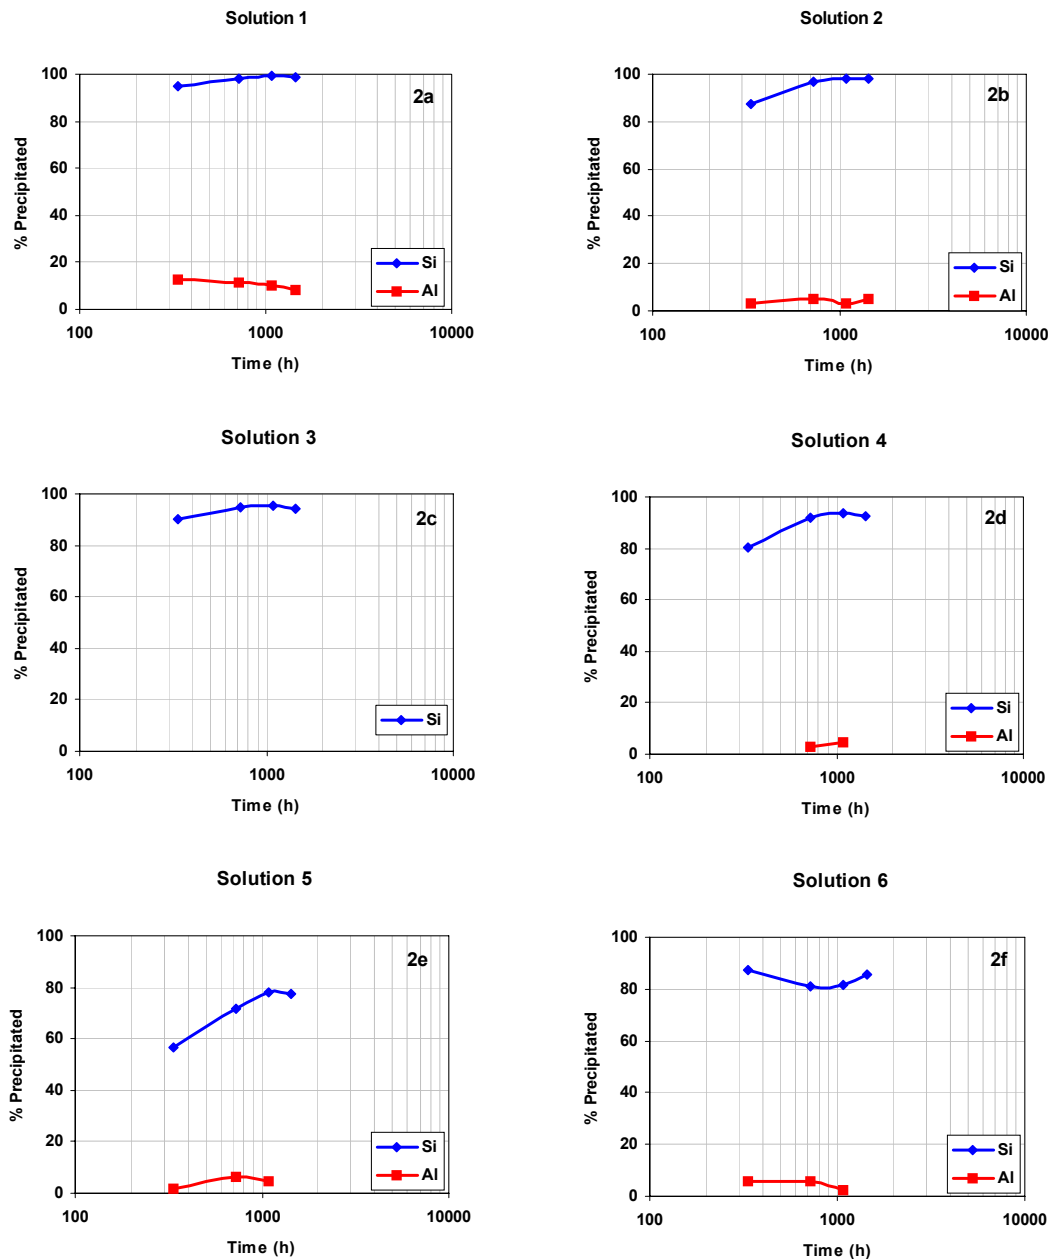 Solution 1
100
80
60
40
20
0
% Precipitated
2a
Si
Al
100
1000
10000
Time (h)
Solution 2
100
80
60
40
20
0
% Precipitated
2b
Si
Al
100
1000
10000
Time (h)
Solution 3
100
80
60
40
20
0
% Precipitated
2c
Si
100
1000
10000
Time (h)
Solution 4
100
80
60
40
20
0
% Precipitated
2d
Si
Al
100
1000
10000
Time (h)
Solution 5
100
80
60
40
20
0
% Precipitated
2e
Si
Al
100
1000
10000
Time (h)
Solution 6
100
80
60
40
20
0
% Precipitated
2f
Si
Al
100
1000
10000
Time (h)